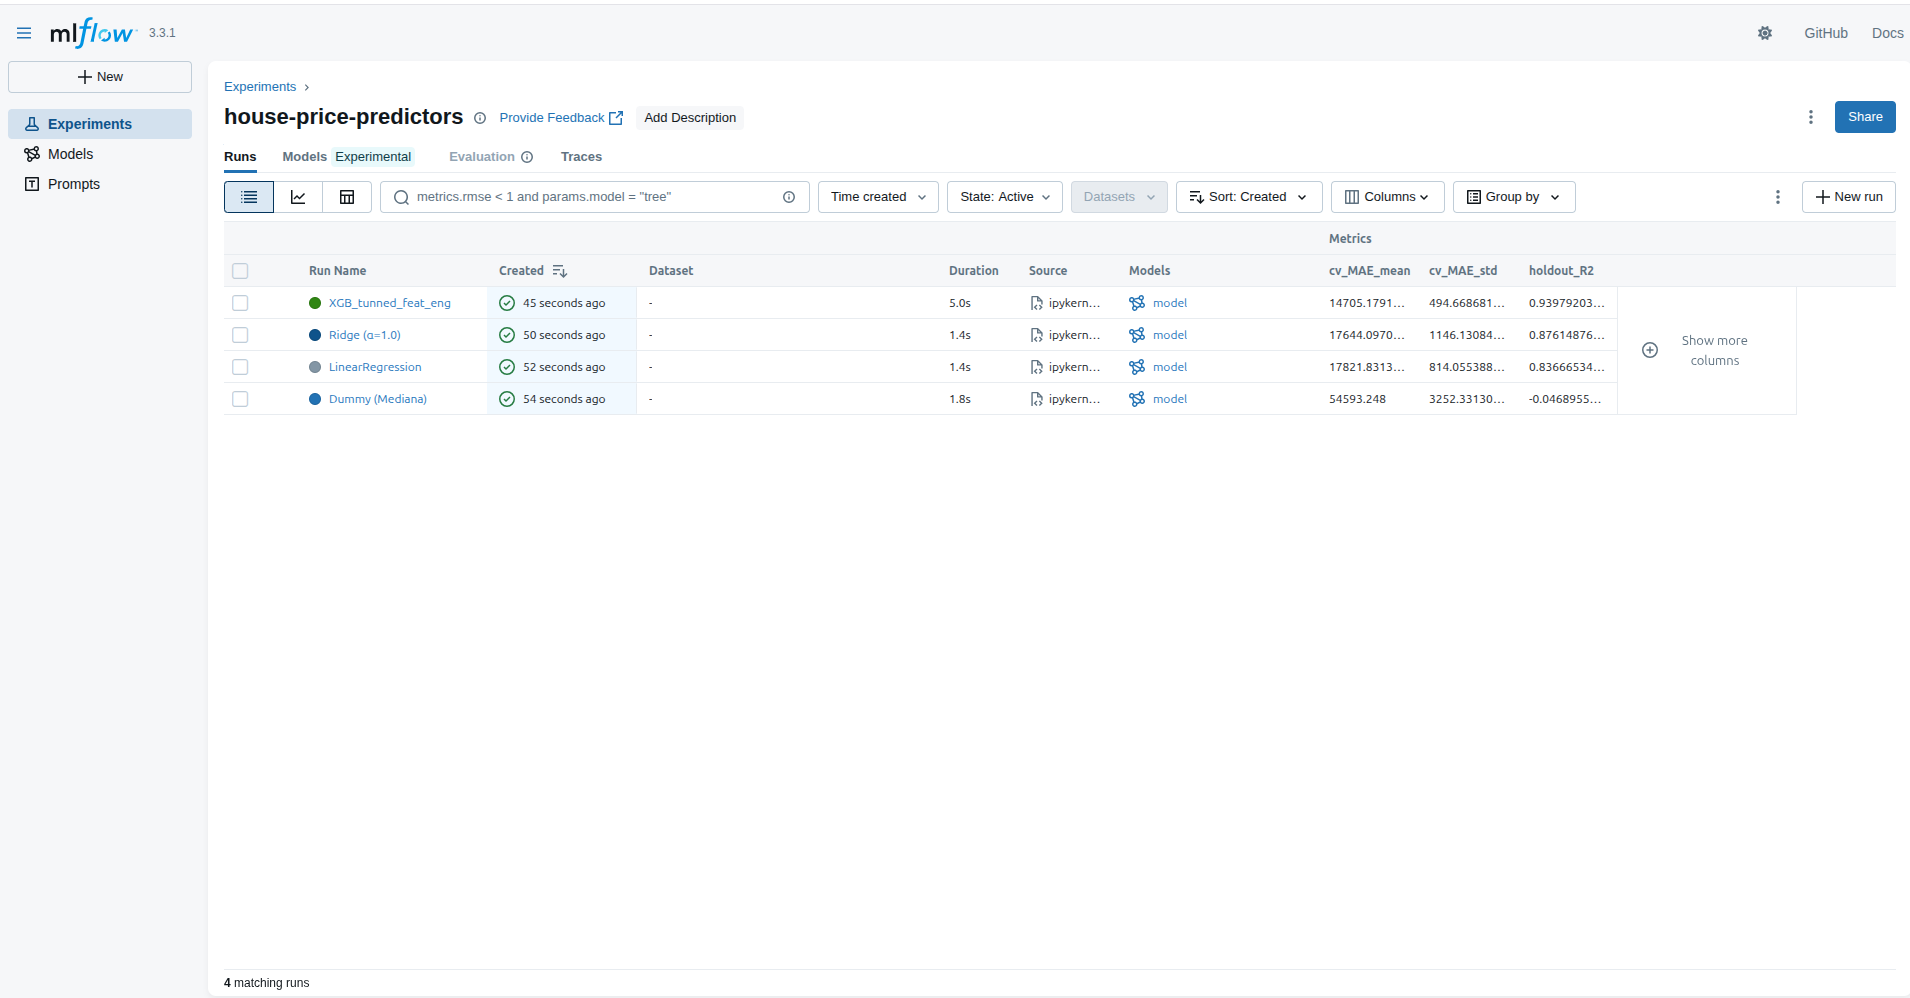 mlflow 3.3.1 GitHub Docs
New
Experiments
Models
Prompts
Experiments
house-price-predictors Provide Feedback Add Description Share
Runs Models Experimental Evaluation Traces
metrics.rmse < 1 and params.model = "tree" Time created State: Active Datasets Sort: Created Columns Group by New run
Metrics
Run Name Created Dataset Duration Source Models cv_MAE_mean cv_MAE_std holdout_R2
XGB_tunned_feat_eng 45 seconds ago - 5.0s ipykern... model 14705.1791... 494.668681... 0.93979203...
Ridge (α=1.0) 50 seconds ago - 1.4s ipykern... model 17644.0970... 1146.13084... 0.87614876...
LinearRegression 52 seconds ago - 1.4s ipykern... model 17821.8313... 814.055388... 0.83666534...
Dummy (Mediana) 54 seconds ago - 1.8s ipykern... model 54593.248 3252.33130... -0.0468955...
Show more
columns
4 matching runs